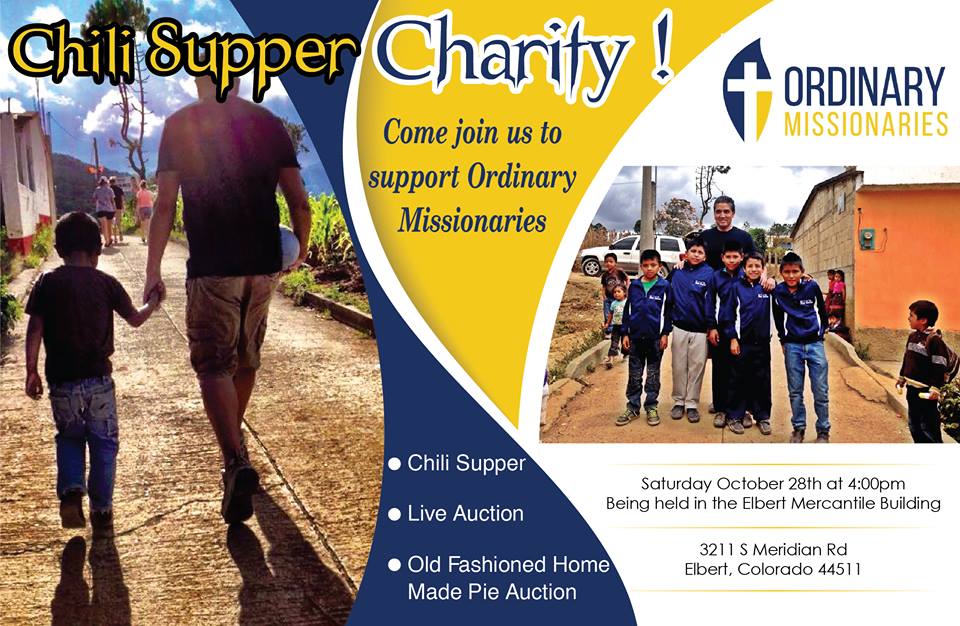 Chili Supper Charity !
ORDINARY
MISSIONARIES
Come join us to
support Ordinary
Missionaries
Chili Supper
Live Auction
Old Fashioned Home
Made Pie Auction
Saturday October 28th at 4:00pm
Being held in the Elbert Mercantile Building
3211 S Meridian Rd
Elbert, Colorado 44511